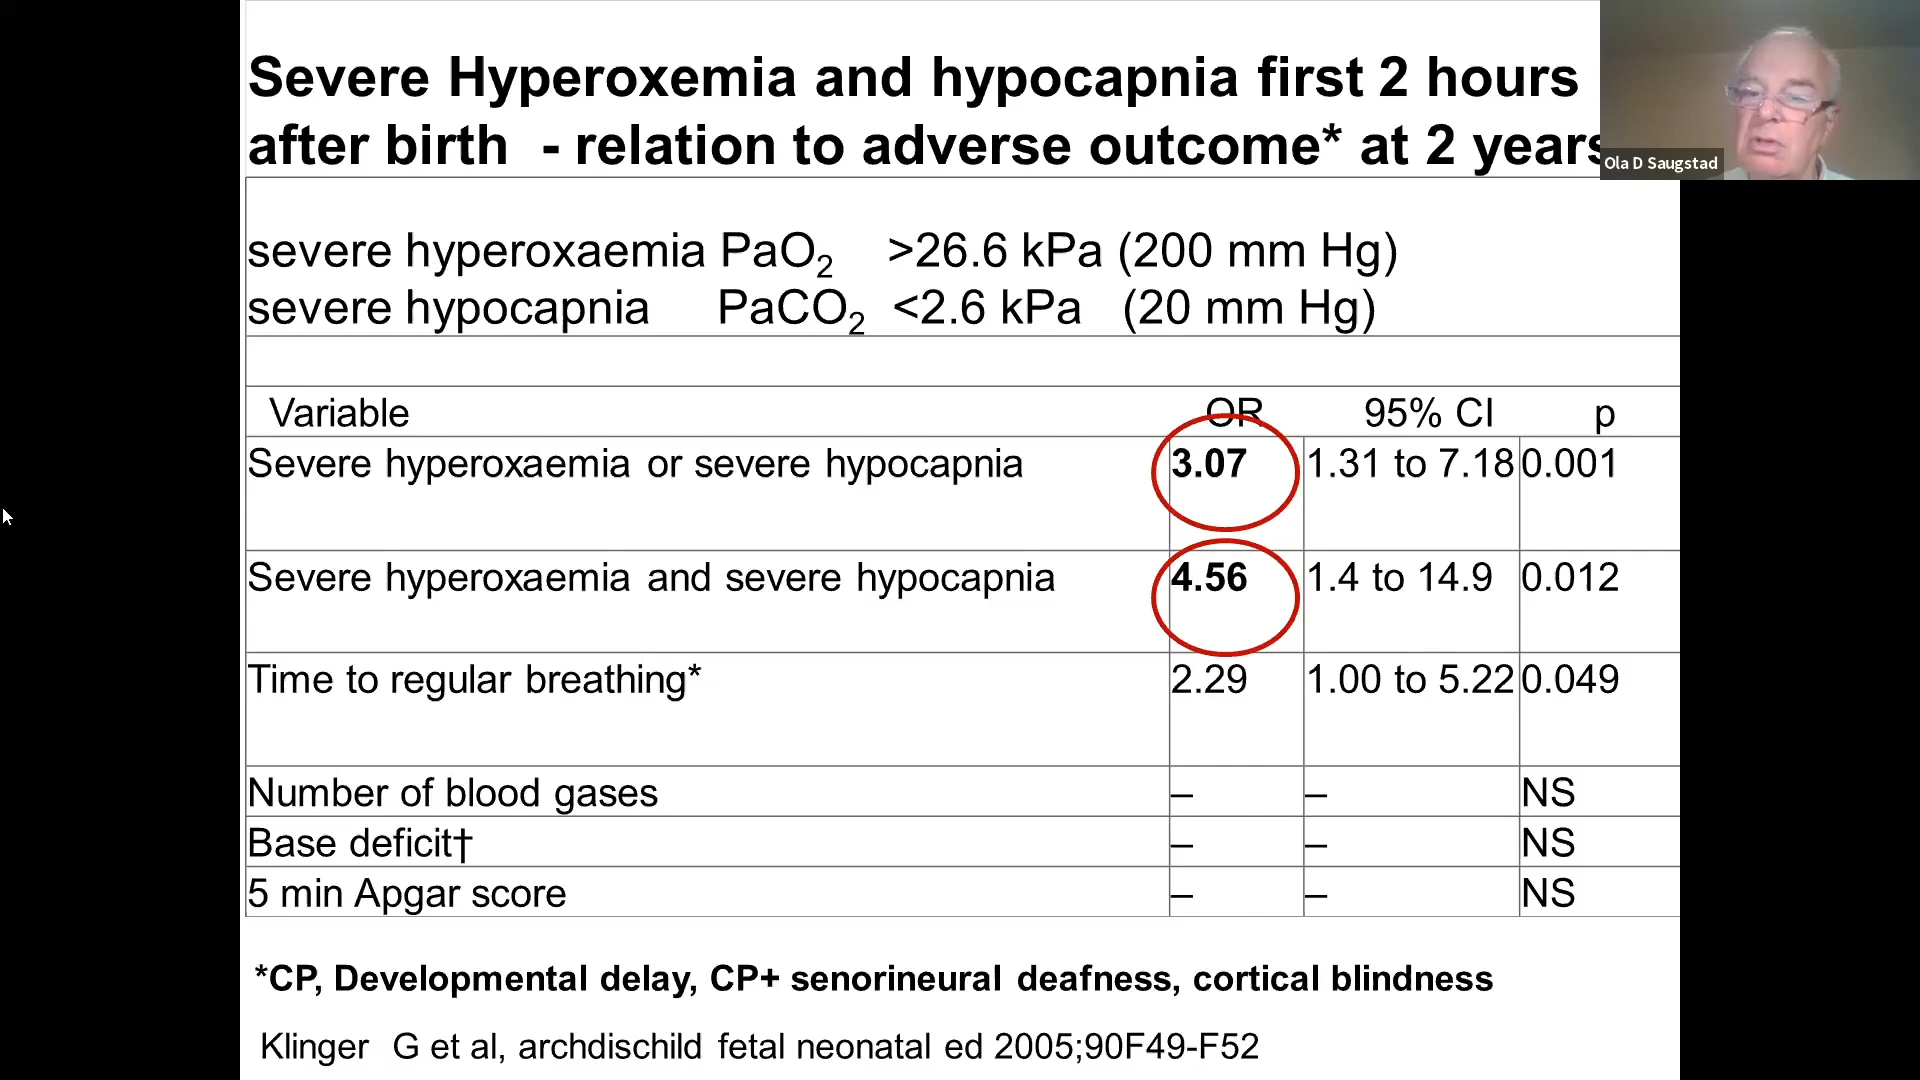 Severe Hyperoxemia and hypocapnia first 2 hours
after birth - relation to adverse outcome* at 2 years
Ola D Saugstad
severe hyperoxaemia PaO₂ >26.6 kPa (200 mm Hg)
severe hypocapnia PaCO₂ <2.6 kPa (20 mm Hg)
Variable OR 95% CI p
Severe hyperoxaemia or severe hypocapnia 3.07 1.31 to 7.18 0.001
Severe hyperoxaemia and severe hypocapnia 4.56 1.4 to 14.9 0.012
Time to regular breathing* 2.29 1.00 to 5.22 0.049
Number of blood gases – – NS
Base deficit† – – NS
5 min Apgar score – – NS
*CP, Developmental delay, CP+ senorineural deafness, cortical blindness
Klinger G et al, archdischild fetal neonatal ed 2005;90F49-F52